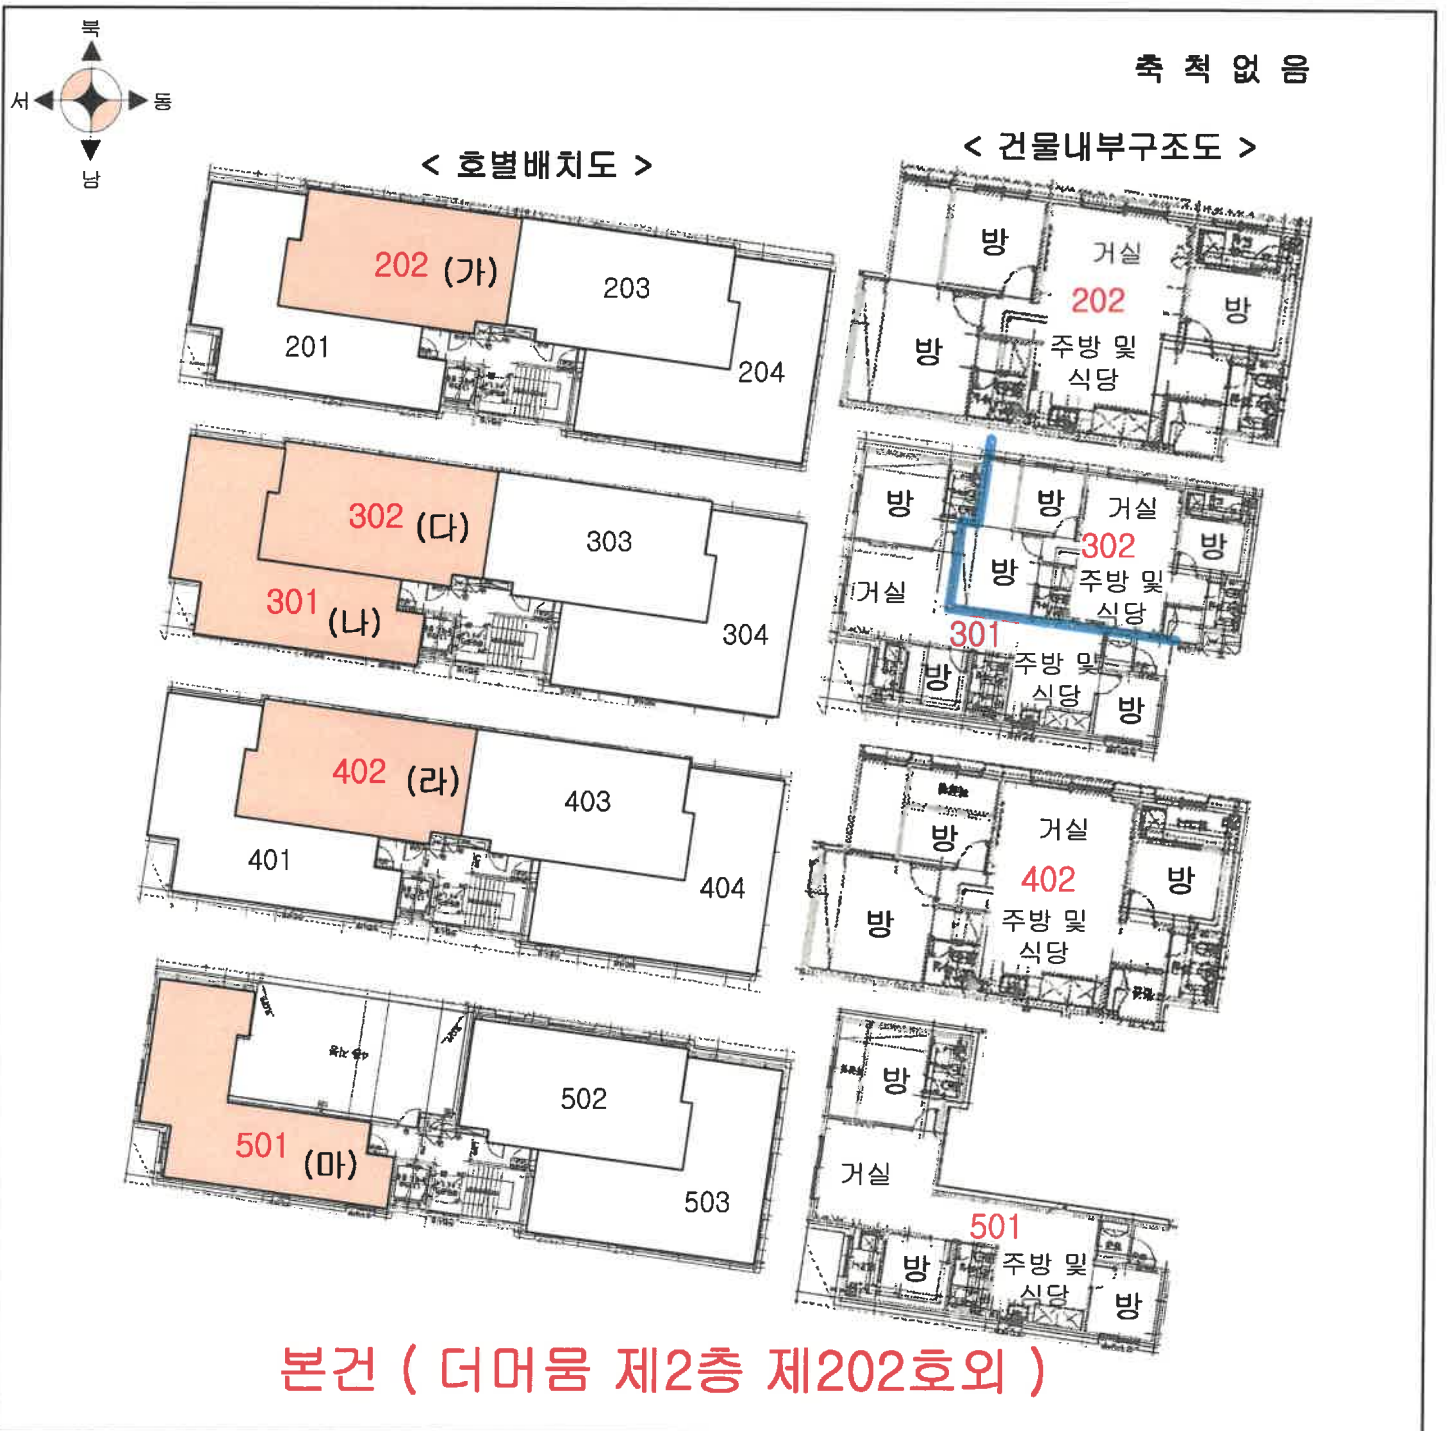 북
서 동
남
축 척 없 음
< 호별배치도 >
< 건물내부구조도 >
202 (가)
203
201
204
방
거실
202
방
방
주방 및
식당
302 (다)
303
301
(나)
304
방
방
거실
302
방
방
주방 및
식당
거실
301
방
주방 및
식당
방
402 (라)
403
401
404
거실
방
402
방
방
주방 및
식당
502
501 (마)
503
방
거실
501
방
주방 및
식당
방
본건 ( 더머뭄 제2층 제202호외 )